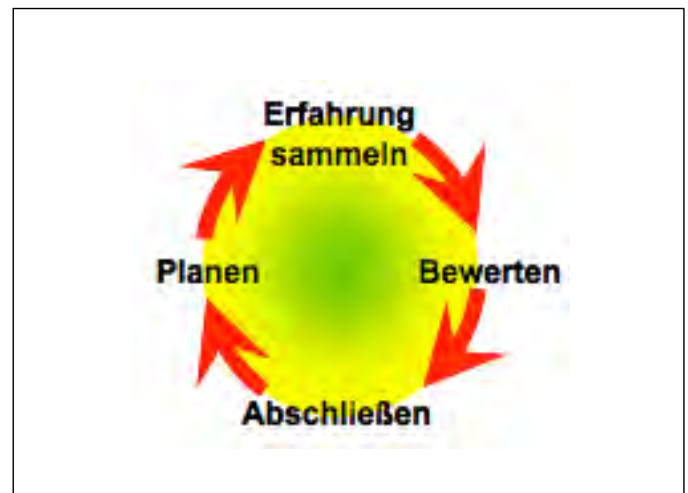 Erfahrung
sammeln
Planen
Bewerten
Abschließen